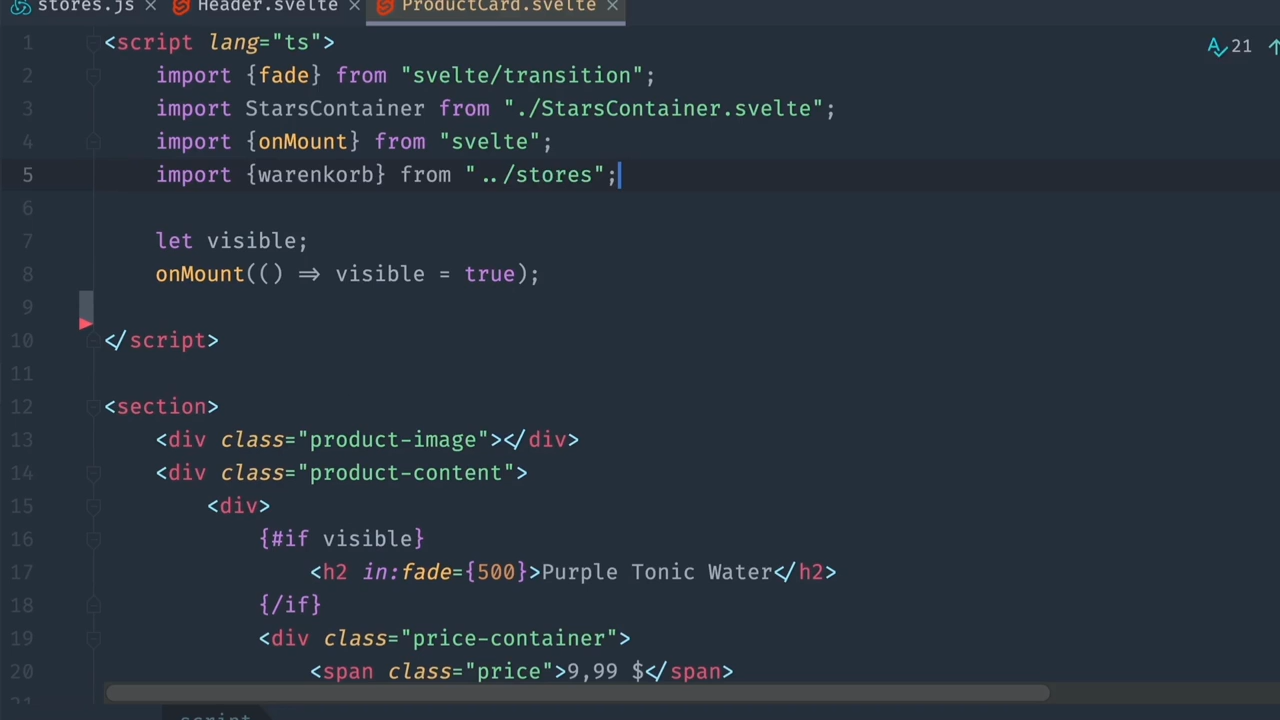 stores.js × Header.svelte × ProductCard.svelte ×
1 <script lang="ts"> 21
2 import {fade} from "svelte/transition";
3 import StarsContainer from "./StarsContainer.svelte";
4 import {onMount} from "svelte";
5 import {warenkorb} from "../stores";
6
7 let visible;
8 onMount(() => visible = true);
9
10 </script>
11
12 <section>
13 <div class="product-image"></div>
14 <div class="product-content">
15 <div>
16 {#if visible}
17 <h2 in:fade={500}>Purple Tonic Water</h2>
18 {/if}
19 <div class="price-container">
20 <span class="price">9,99 $</span>
21
script